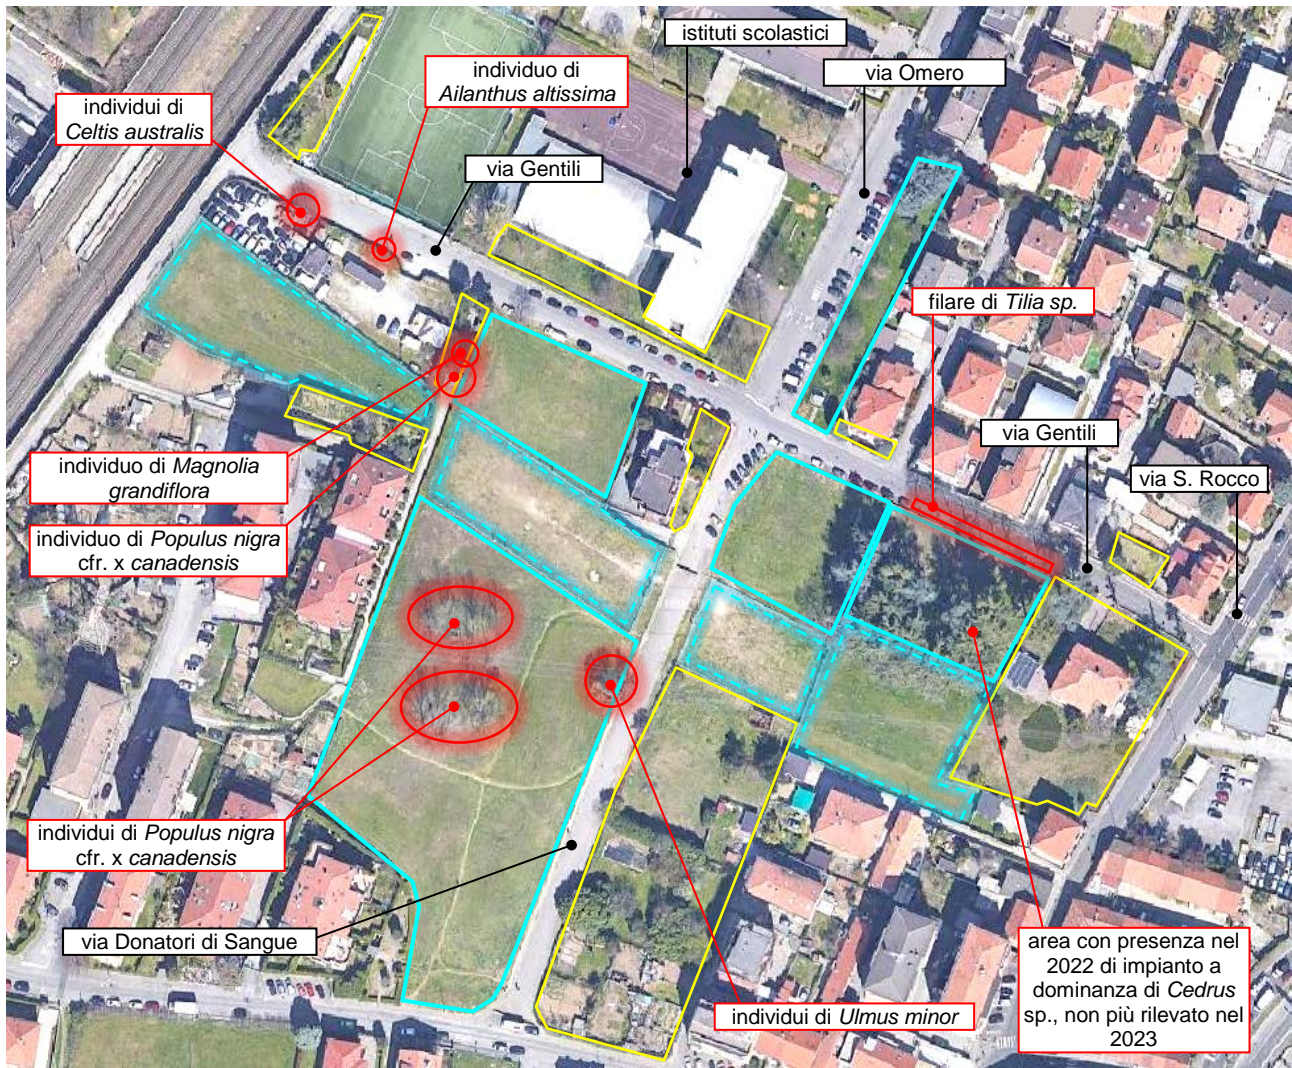 istituti scolastici
individuo di
Ailanthus altissima
via Omero
individui di
Celtis australis
via Gentili
filare di Tilia sp.
via Gentili
via S. Rocco
individuo di Magnolia
grandiflora
individuo di Populus nigra
cfr. x canadensis
individui di Populus nigra
cfr. x canadensis
via Donatori di Sangue
individui di Ulmus minor
area con presenza nel
2022 di impianto a
dominanza di Cedrus
sp., non più rilevato nel
2023